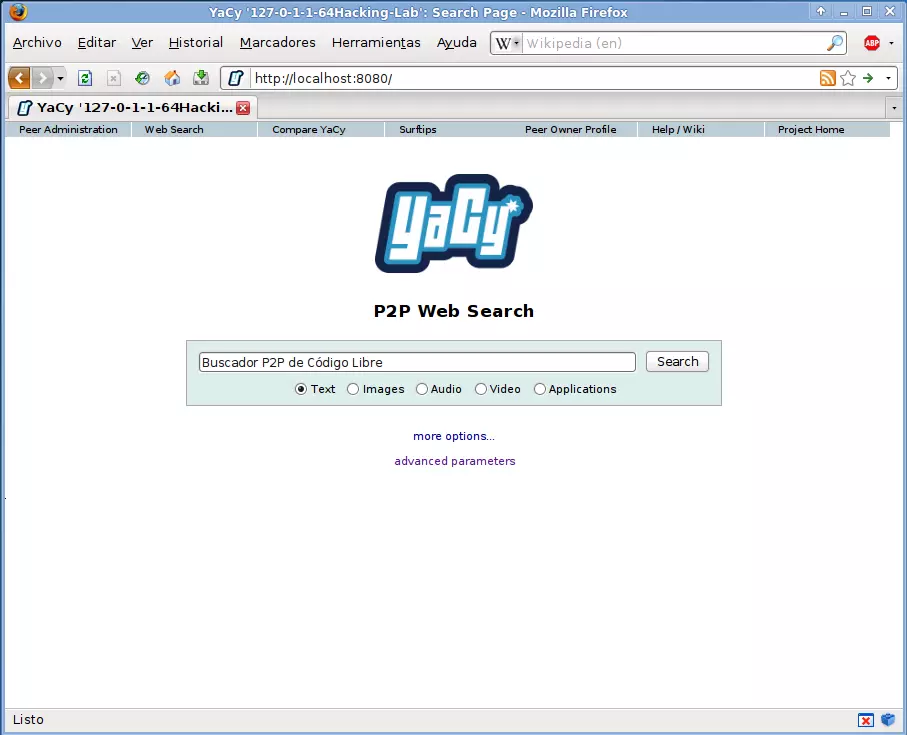 YaCy '127-0-1-1-64Hacking-Lab': Search Page - Mozilla Firefox
Archivo Editar Ver Historial Marcadores Herramientas Ayuda W Wikipedia (en) ABP
http://localhost:8080/
YaCy '127-0-1-1-64Hacki...
Peer Administration Web Search Compare YaCy Surftips Peer Owner Profile Help / Wiki Project Home
YaCy
P2P Web Search
Buscador P2P de Código Libre Search
Text Images Audio Video Applications
more options...
advanced parameters
Listo